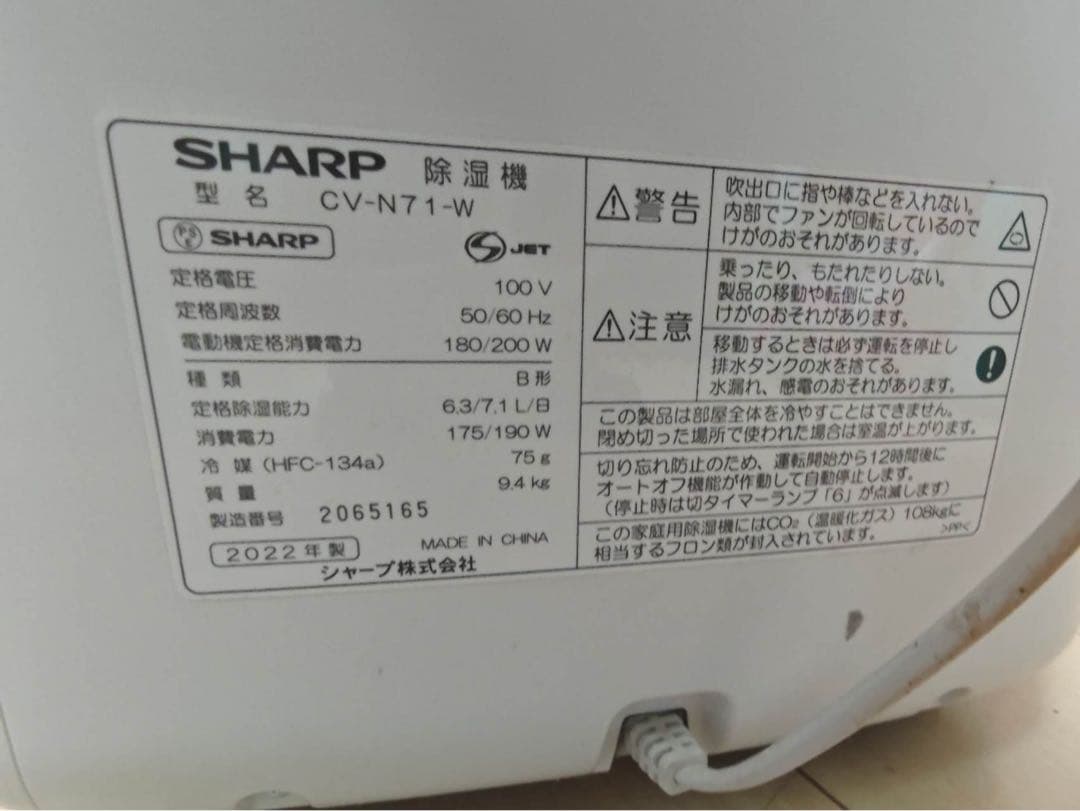 SHARP 除湿機
型名 CV-N71-W
PS E SHARP
S JET
定格電圧 100 V
定格周波数 50/60 Hz
電動機定格消費電力 180/200 W
種類 B形
定格除湿能力 6.3/7.1 L/日
消費電力 175/190 W
冷媒(HFC-134a) 75 g
質量 9.4 kg
製造番号 2065165
2022年製 MADE IN CHINA
シャープ株式会社
⚠警告
吹出口に指や棒などを入れない。
内部でファンが回転しているので
けがのおそれがあります。
⚠注意
乗ったり、もたれたりしない。
製品の移動や転倒により
けがのおそれがあります。
移動するときは必ず運転を停止し
排水タンクの水を捨てる。
水漏れ、感電のおそれがあります。
この製品は部屋全体を冷やすことはできません。
閉め切った場所で使われた場合は室温が上がります。
切り忘れ防止のため、運転開始から12時間後に
オートオフ機能が作動して自動停止します。
(停止時は切タイマーランプ「6」が点滅します)
この家庭用除湿機にはCO₂(温暖化ガス)108kgに
相当するフロン類が封入されています。
>PP<